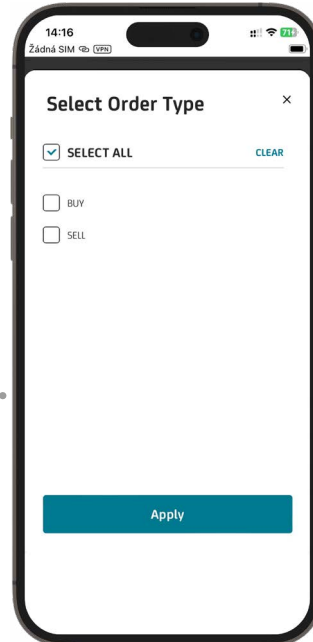 14:16
71
Žádná SIM VPN
Select Order Type
SELECT ALL CLEAR
BUY
SELL
Apply